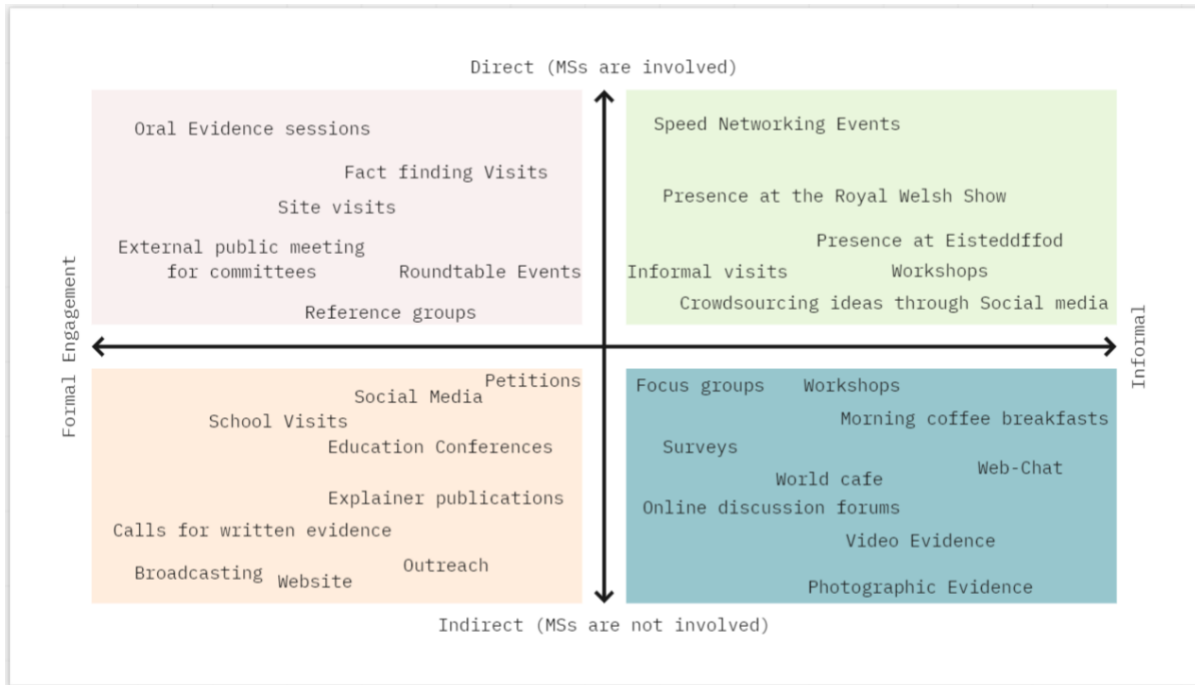 Direct (MSs are involved)
Oral Evidence sessions
Fact finding Visits
Site visits
External public meeting
for committees
Roundtable Events
Reference groups
Speed Networking Events
Presence at the Royal Welsh Show
Presence at Eisteddffod
Informal visits
Workshops
Crowdsourcing ideas through Social media
Formal Engagement
Informal
Petitions
Social Media
School Visits
Education Conferences
Explainer publications
Calls for written evidence
Outreach
Broadcasting
Website
Focus groups
Workshops
Morning coffee breakfasts
Surveys
Web-Chat
World cafe
Online discussion forums
Video Evidence
Photographic Evidence
Indirect (MSs are not involved)